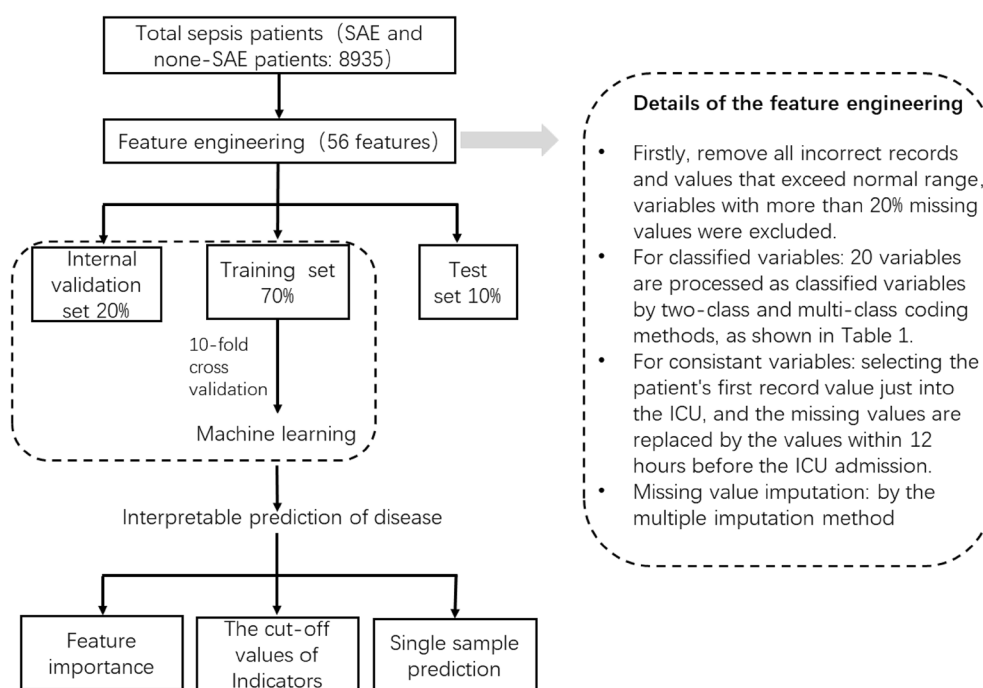 Total sepsis patients（SAE and
none-SAE patients: 8935）
Feature engineering（56 features）
Internal
validation
set 20%
Training set
70%
Test
set 10%
10-fold
cross
validation
Machine learning
Interpretable prediction of disease
Feature
importance
The cut-off
values of
Indicators
Single sample
prediction
Details of the feature engineering
• Firstly, remove all incorrect records
and values that exceed normal range,
variables with more than 20% missing
values were excluded.
• For classified variables: 20 variables
are processed as classified variables
by two-class and multi-class coding
methods, as shown in Table 1.
• For consistant variables: selecting the
patient's first record value just into
the ICU, and the missing values are
replaced by the values within 12
hours before the ICU admission.
• Missing value imputation: by the
multiple imputation method